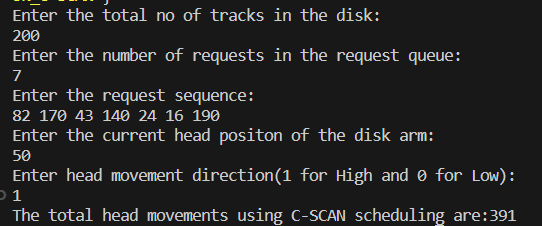 Enter the total no of tracks in the disk:
200
Enter the number of requests in the request queue:
7
Enter the request sequence:
82 170 43 140 24 16 190
Enter the current head positon of the disk arm:
50
Enter head movement direction(1 for High and 0 for Low):
1
The total head movements using C-SCAN scheduling are:391